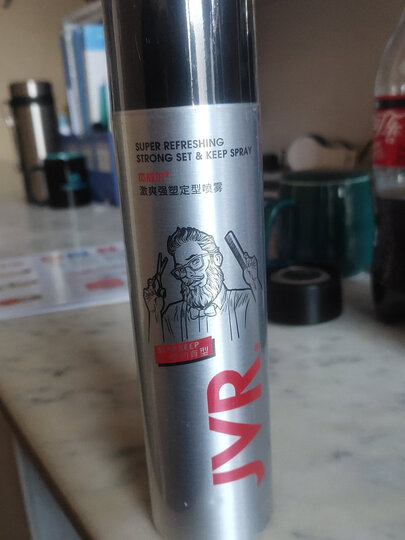 SUPER REFRESHING
STRONG SET & KEEP SPRAY
激爽强塑定型喷雾
KEEP
JVR